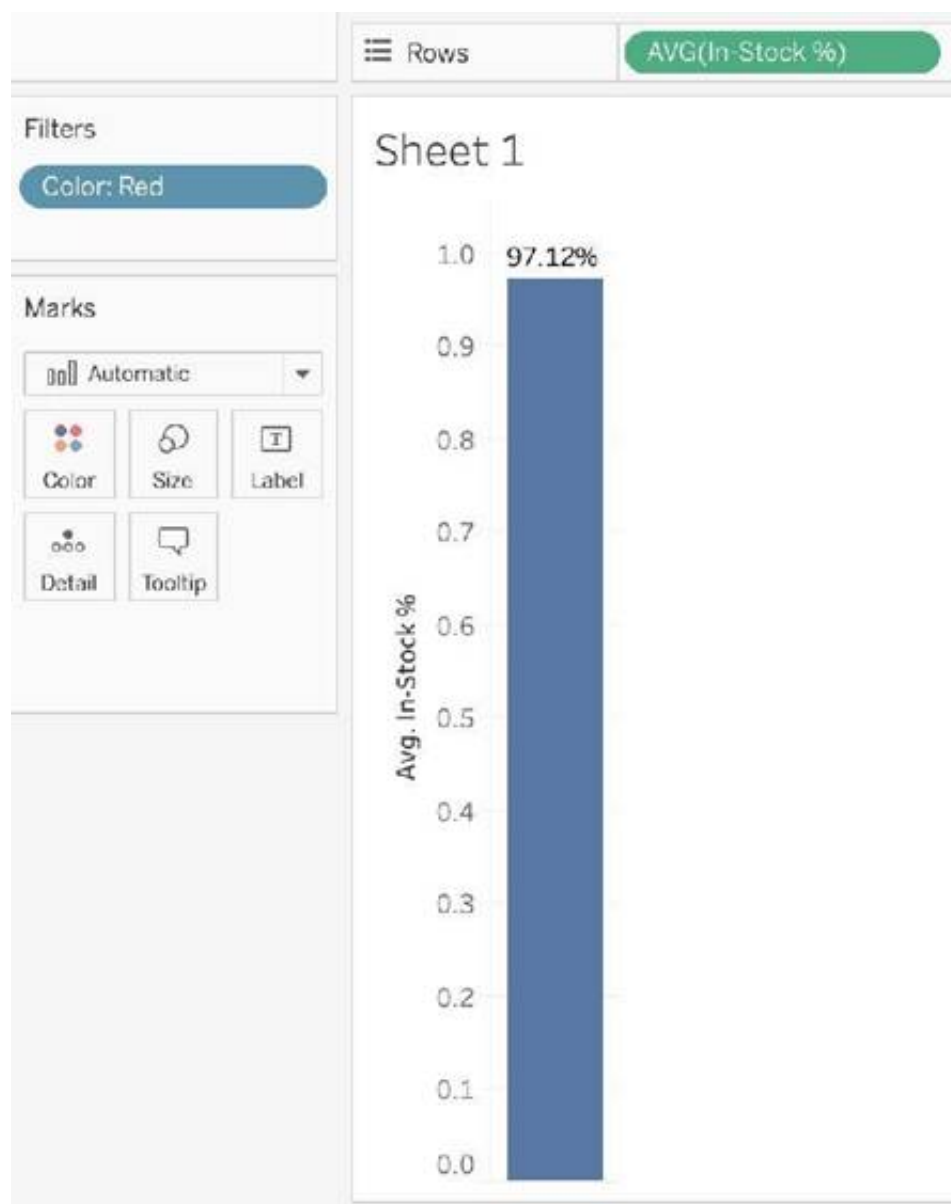 Rows
AVG(In-Stock %)
Filters
Color: Red
Marks
Automatic
Color
Size
T
Label
Detail
Tooltip
Sheet 1
97.12%
1.0
0.9
0.8
0.7
0.6
0.5
0.4
0.3
0.2
0.1
0.0
Avg. In-Stock %